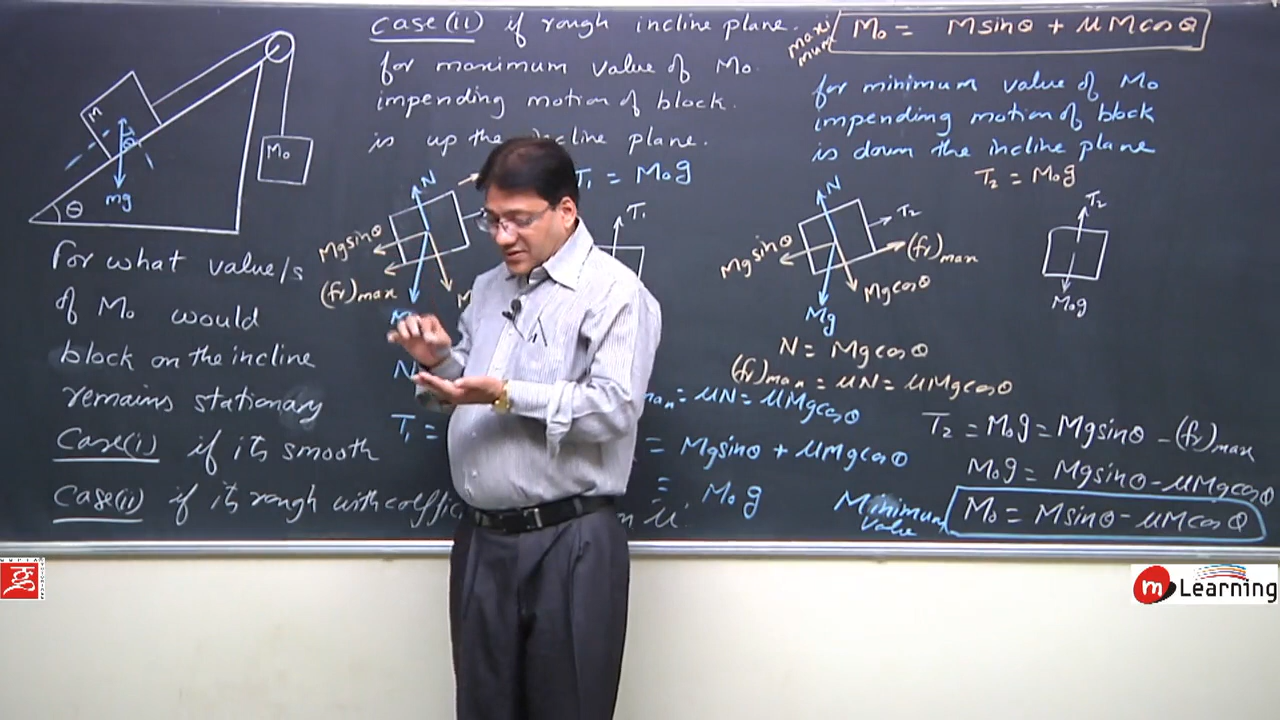 M
M₀
mg
θ
For what value/s
of M₀ would
block on the incline
remains stationary
Case(i) if its smooth
Case(ii) if its rough with coeffic
μ.
Case(ii) if rough incline plane.
for maximum value of M₀.
impending motion of block.
is up the incline plane.
T₁ = M₀g
N
Mgsinθ
(fr)max
T₁
N
T₁ =
= μN = μMgcosθ
= Mgsinθ + μMgcosθ
= M₀g
maximum
M₀ = Msinθ + μMcosθ
for minimum value of M₀
impending motion of block
is down the incline plane
T₂ = M₀g
N
T₂
(fr)max
Mgsinθ
Mgcosθ
Mg
T₂
M₀g
N = Mgcosθ
(fr)max = μN = μMgcosθ
T₂ = M₀g = Mgsinθ - (fr)max
M₀g = Mgsinθ - μMgcosθ
Minimum value
M₀ = Msinθ - μMcosθ
m Learning